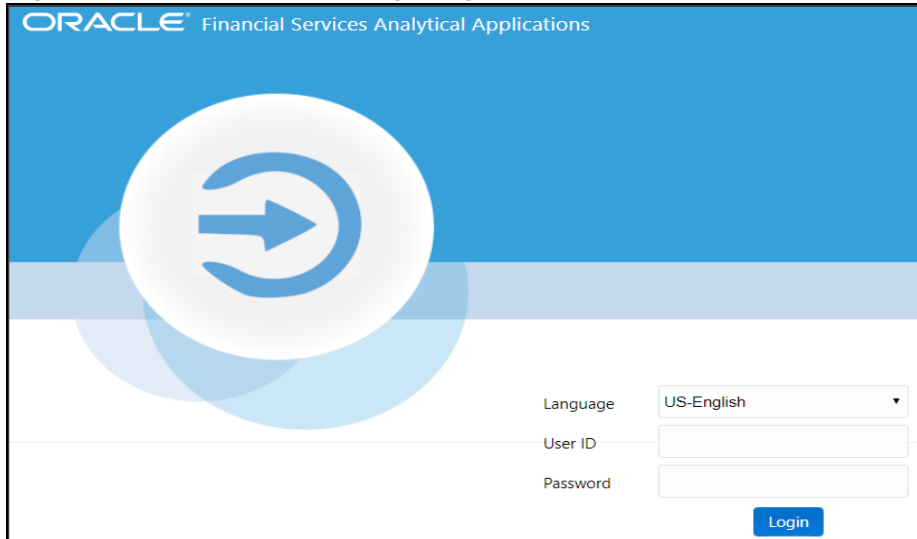 ORACLE® Financial Services Analytical Applications
Language US-English
User ID
Password
Login